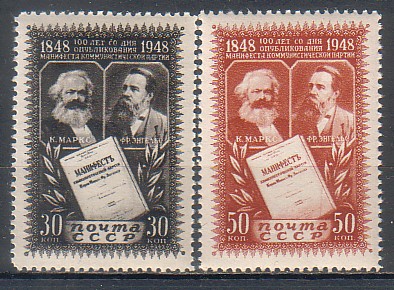 1848 100 ЛЕТ СО ДНЯ 1948
ОПУБЛИКОВАНИЯ
МАНИФЕСТА КОММУНИСТИЧЕСКОЙ ПАРТИИ
К. МАРКС ФР. ЭНГЕЛЬС
МАНИФЕСТЪ
30 почта 30
КОП. СССР КОП.
1848 100 ЛЕТ СО ДНЯ 1948
ОПУБЛИКОВАНИЯ
МАНИФЕСТА КОММУНИСТИЧЕСКОЙ ПАРТИИ
К. МАРКС ФР. ЭНГЕЛЬС
МАНИФЕСТЪ
50 почта 50
КОП. СССР КОП.